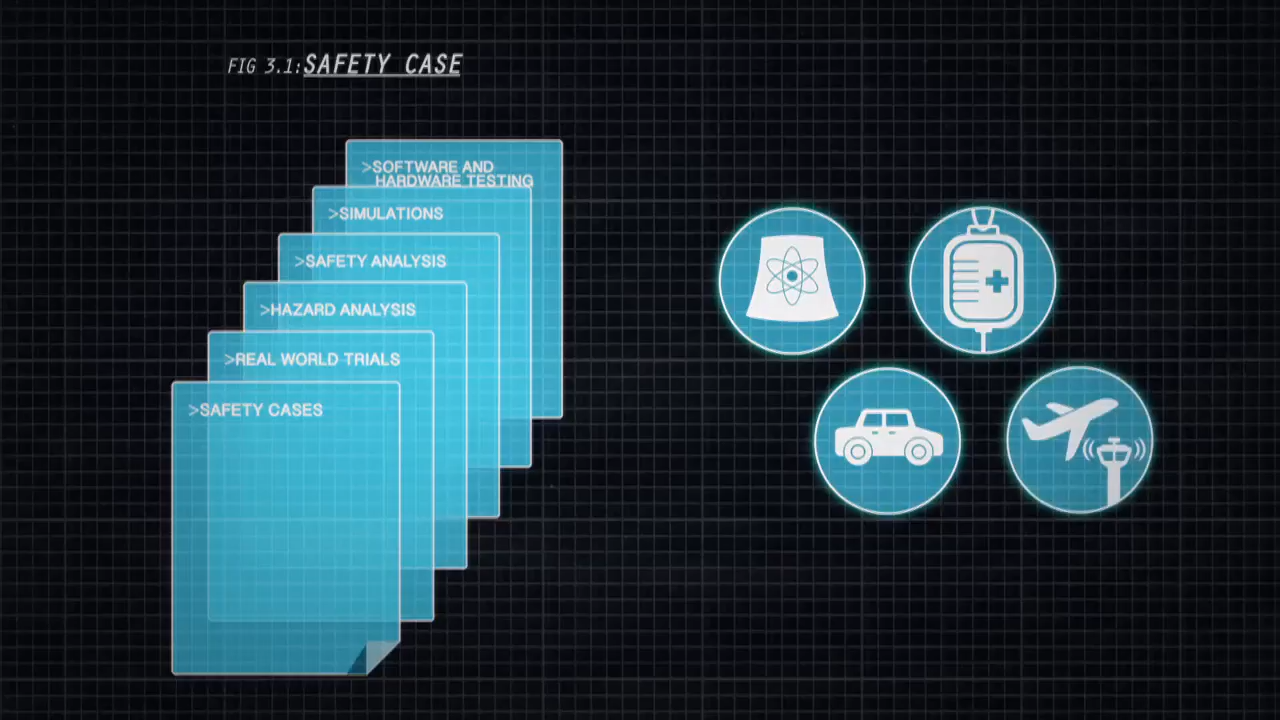 FIG 3.1: SAFETY CASE
>SOFTWARE AND
HARDWARE TESTING
>SIMULATIONS
>SAFETY ANALYSIS
>HAZARD ANALYSIS
>REAL WORLD TRIALS
>SAFETY CASES